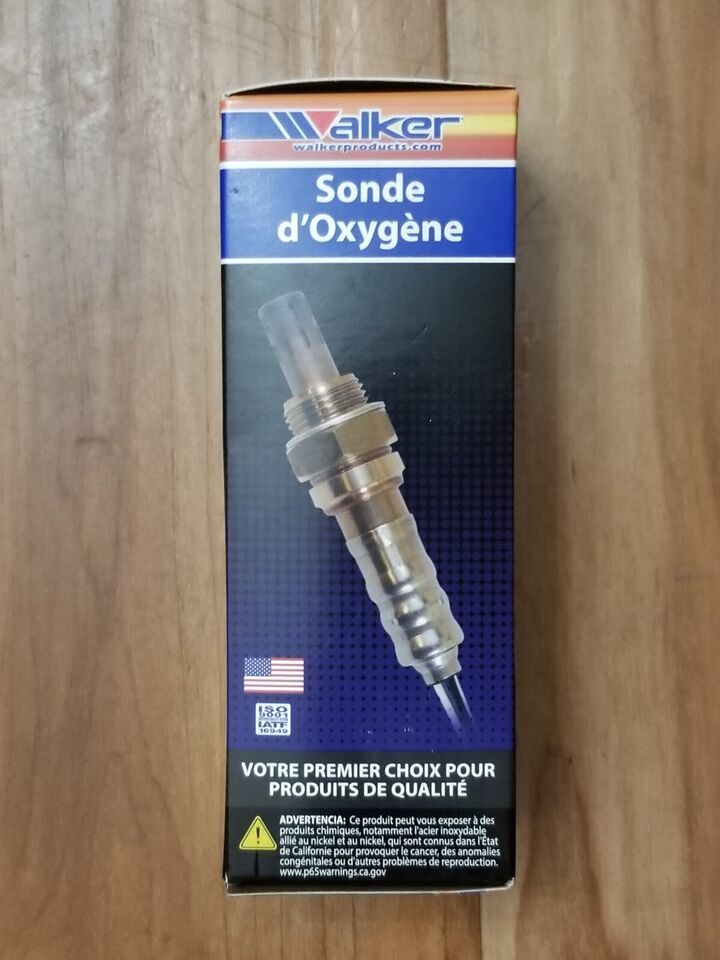 Walker
walkerproducts.com
Sonde
d'Oxygène
ISO
9001
IATF
16949
VOTRE PREMIER CHOIX POUR
PRODUITS DE QUALITÉ
ADVERTENCIA: Ce produit peut vous exposer à des
produits chimiques, notamment l'acier inoxydable
allié au nickel et au nickel, qui sont connus dans l'État
de Californie pour provoquer le cancer, des anomalies
congénitales ou d'autres problèmes de reproduction.
www.p65warnings.ca.gov